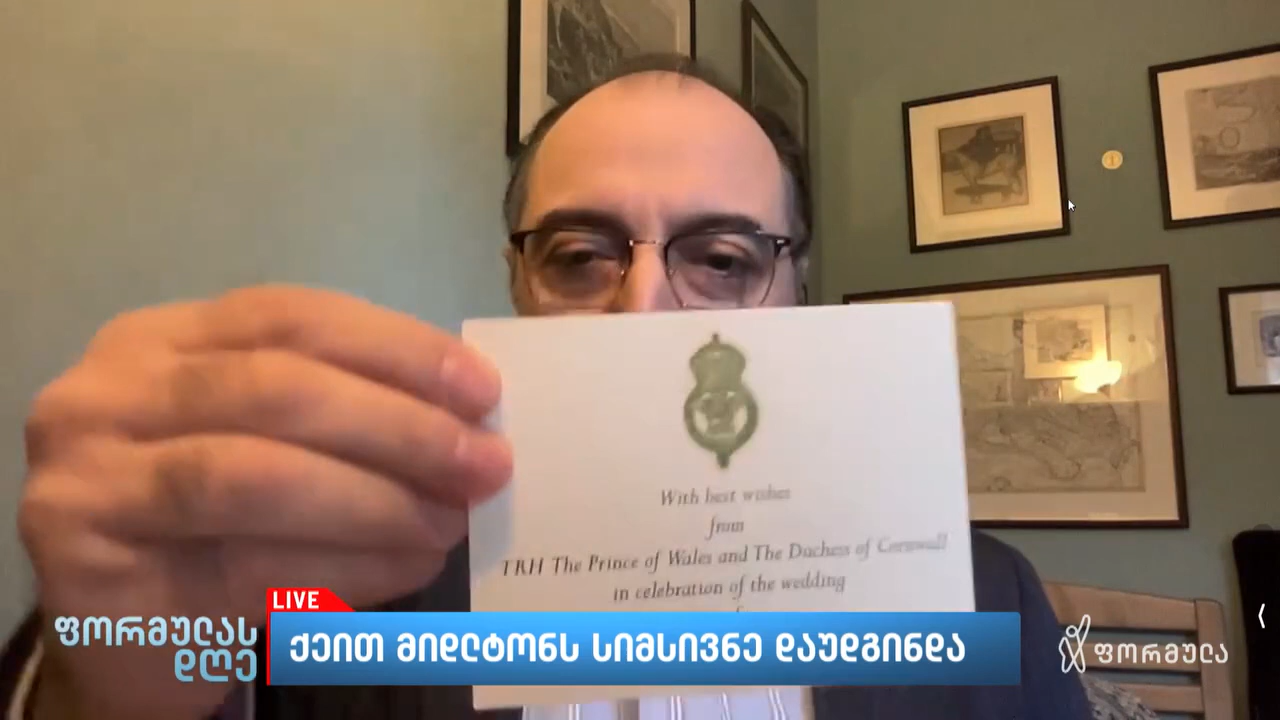 With best wishes
from
TRH The Prince of Wales and The Duchess of Cornwall
in celebration of the wedding
LIVE
ფორმულას
დღე
ქეით მიდლტონს სიმსივნე დაუდგინდა
ფორმულა